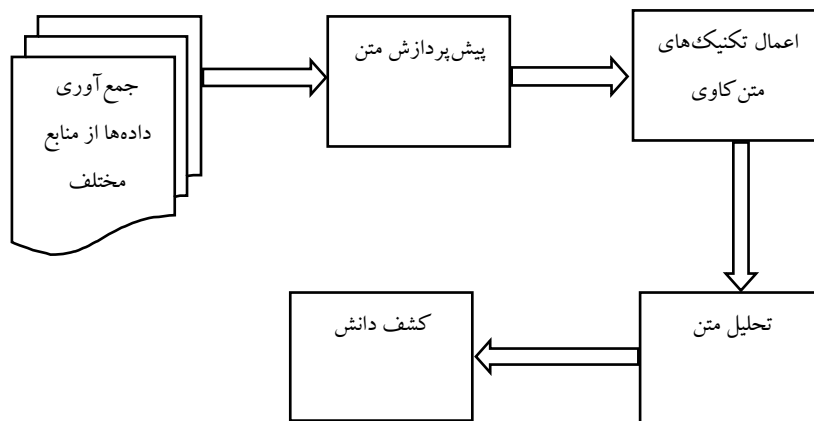 جمع‌آوری
داده‌ها از منابع
مختلف
پیش‌پردازش متن
اعمال تکنیک‌های
متن‌کاوی
تحلیل متن
کشف دانش